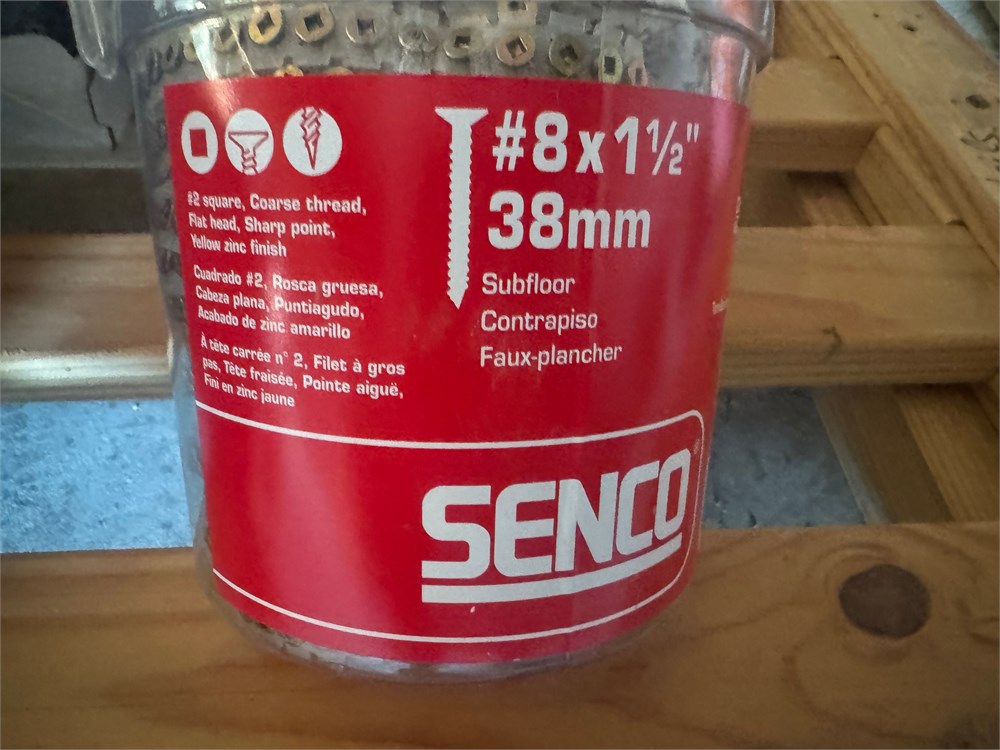 #8 x 1½"
38mm
Subfloor
Contrapiso
Faux-plancher
#2 square, Coarse thread,
Flat head, Sharp point,
Yellow zinc finish
Cuadrado #2, Rosca gruesa,
Cabeza plana, Puntiagudo,
Acabado de zinc amarillo
À tête carrée n° 2, Filet à gros
pas, Tête fraisée, Pointe aiguë,
Fini en zinc jaune
SENCO®